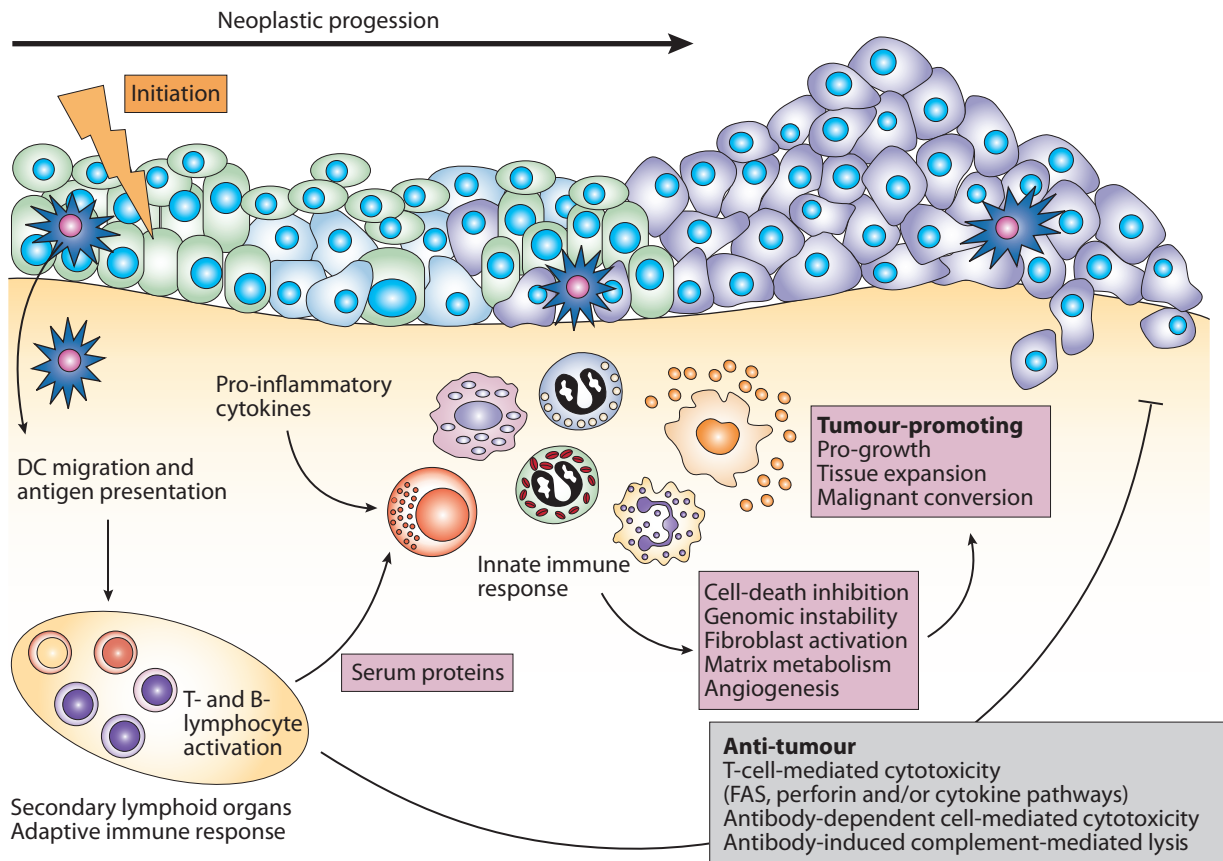 Neoplastic progession
Initiation
Pro-inflammatory
cytokines
DC migration and
antigen presentation
Tumour-promoting
Pro-growth
Tissue expansion
Malignant conversion
Innate immune
response
Cell-death inhibition
Genomic instability
Fibroblast activation
Matrix metabolism
Angiogenesis
Serum proteins
T- and B-
lymphocyte
activation
Secondary lymphoid organs
Adaptive immune response
Anti-tumour
T-cell-mediated cytotoxicity
(FAS, perforin and/or cytokine pathways)
Antibody-dependent cell-mediated cytotoxicity
Antibody-induced complement-mediated lysis